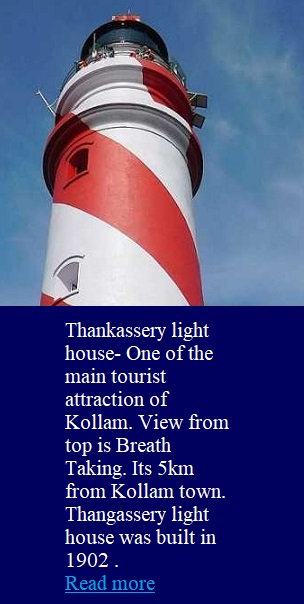 Thankassery light
house- One of the
main tourist
attraction of
Kollam. View from
top is Breath
Taking. Its 5km
from Kollam town.
Thangassery light
house was built in
1902 .
Read more